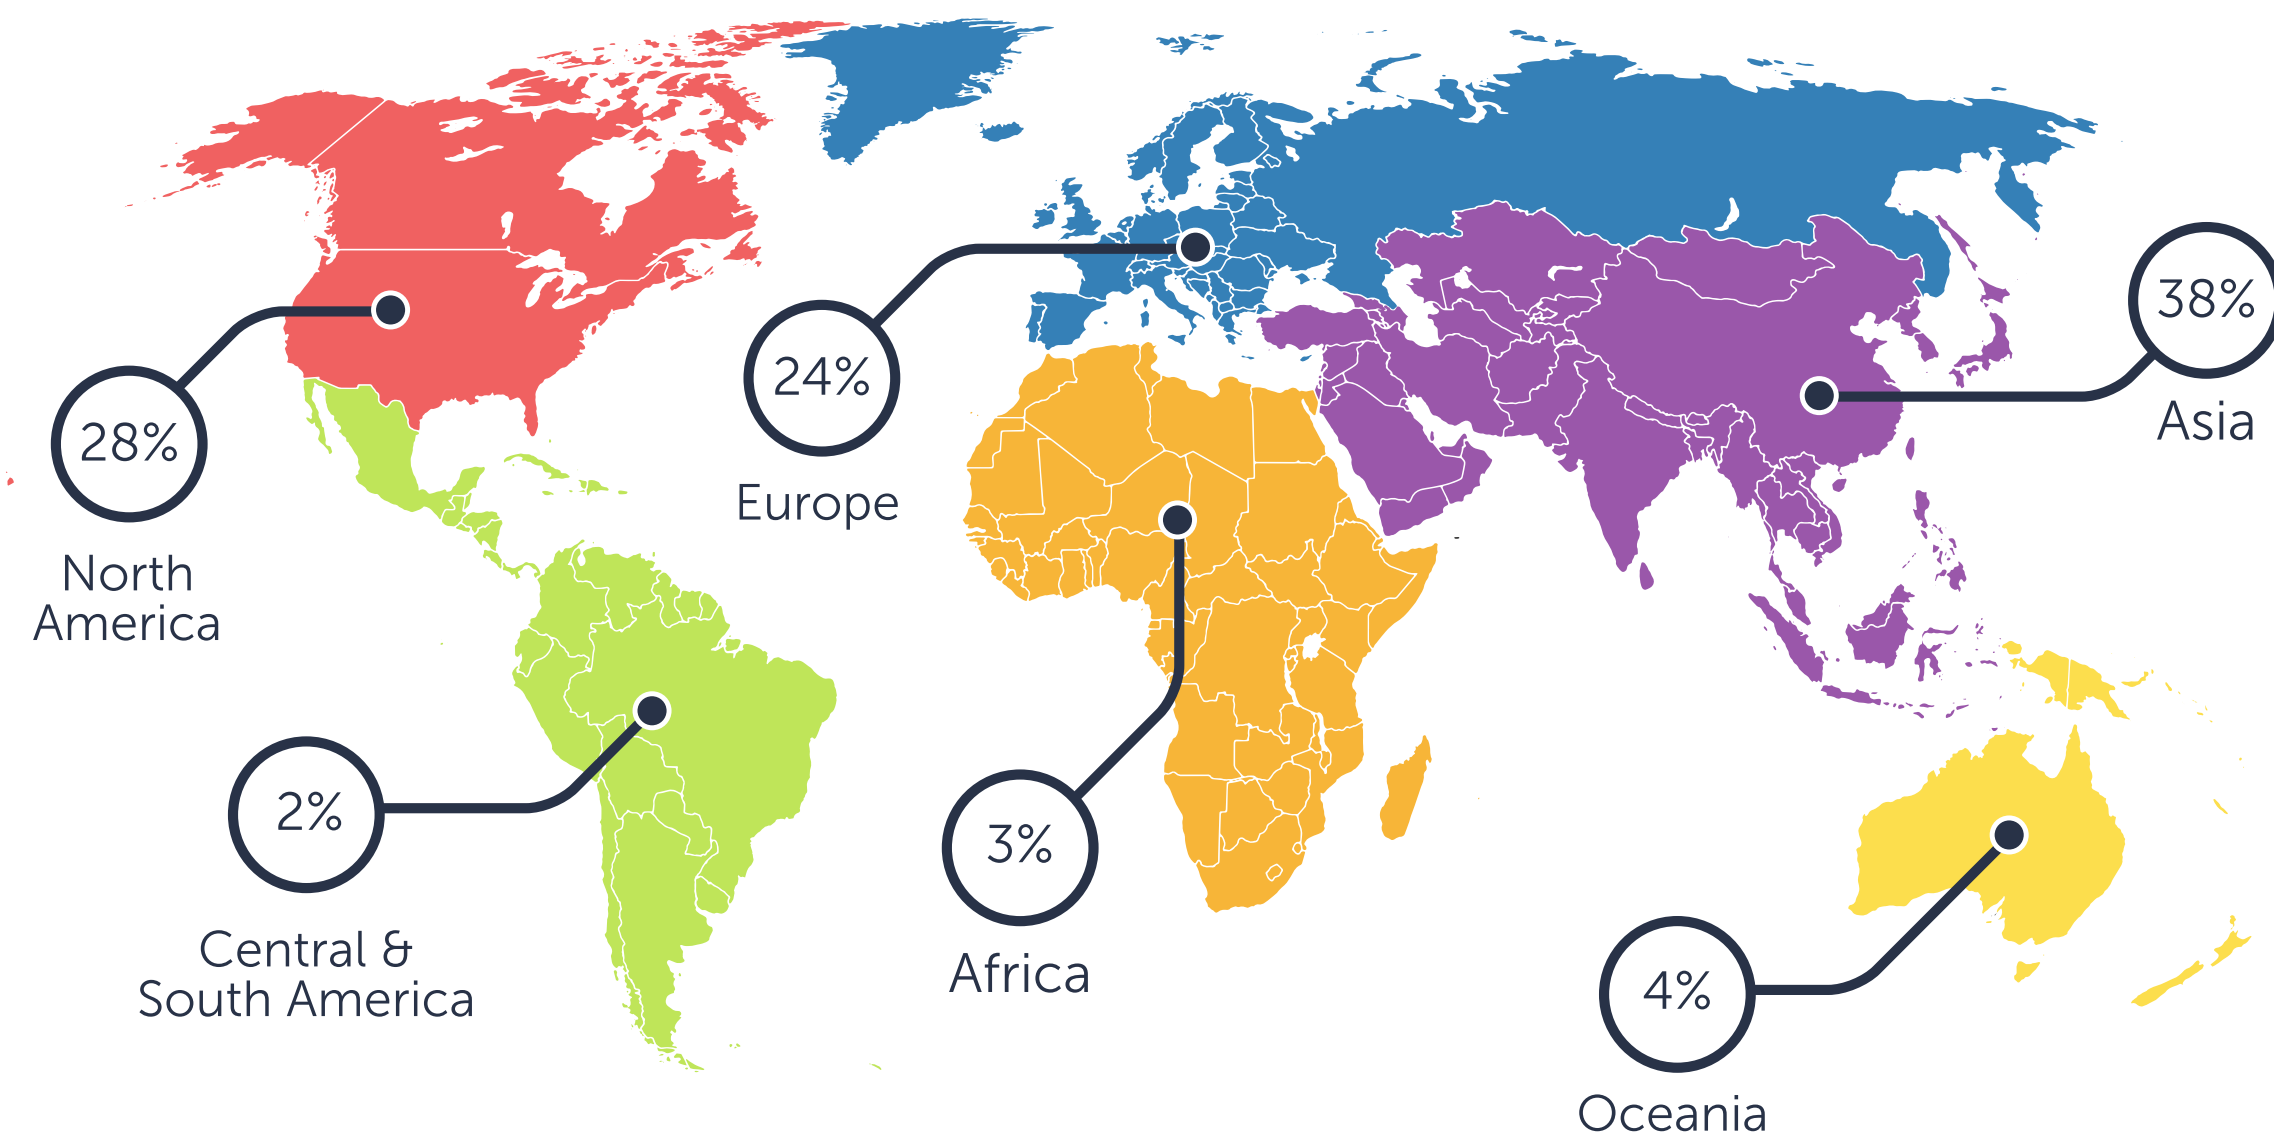 28%
North
America
24%
Europe
38%
Asia
2%
Central &
South America
3%
Africa
4%
Oceania